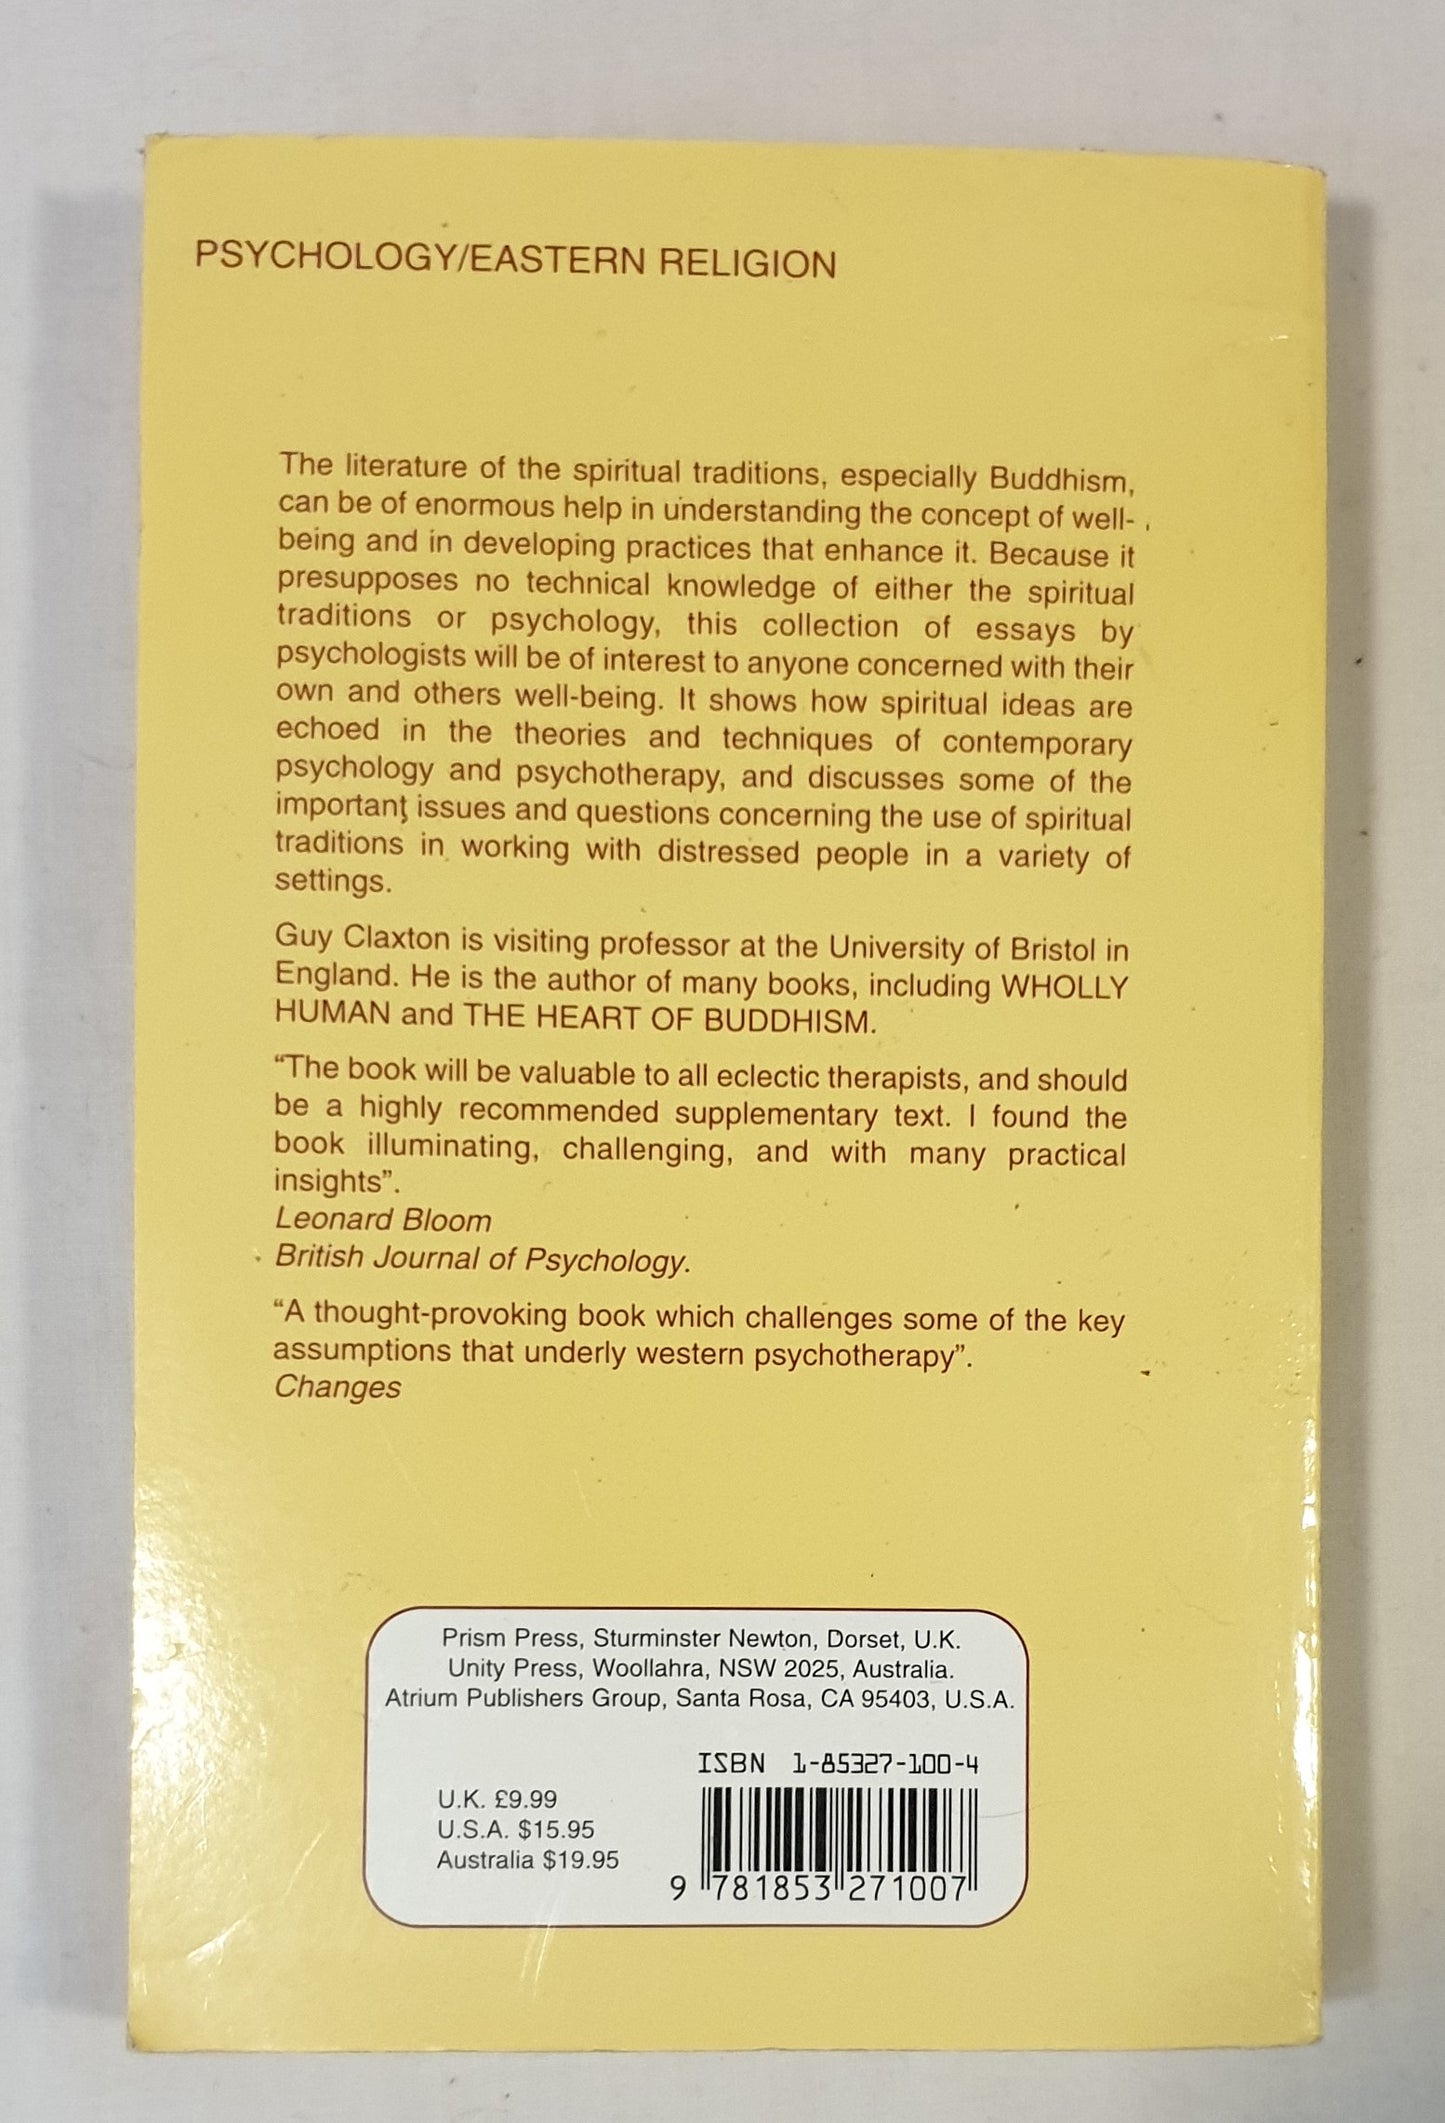 PSYCHOLOGY/EASTERN RELIGION
The literature of the spiritual traditions, especially Buddhism,
can be of enormous help in understanding the concept of well-
being and in developing practices that enhance it. Because it
presupposes no technical knowledge of either the spiritual
traditions or psychology, this collection of essays by
psychologists will be of interest to anyone concerned with their
own and others well-being. It shows how spiritual ideas are
echoed in the theories and techniques of contemporary
psychology and psychotherapy, and discusses some of the
important issues and questions concerning the use of spiritual
traditions in working with distressed people in a variety of
settings.
Guy Claxton is visiting professor at the University of Bristol in
England. He is the author of many books, including WHOLLY
HUMAN and THE HEART OF BUDDHISM.
“The book will be valuable to all eclectic therapists, and should
be a highly recommended supplementary text. I found the
book illuminating, challenging, and with many practical
insights”.
Leonard Bloom
British Journal of Psychology.
“A thought-provoking book which challenges some of the key
assumptions that underly western psychotherapy”.
Changes
Prism Press, Sturminster Newton, Dorset, U.K.
Unity Press, Woollahra, NSW 2025, Australia.
Atrium Publishers Group, Santa Rosa, CA 95403, U.S.A.
ISBN 1-85327-100-4
U.K. £9.99
U.S.A. $15.95
Australia $19.95
9 781853 271007